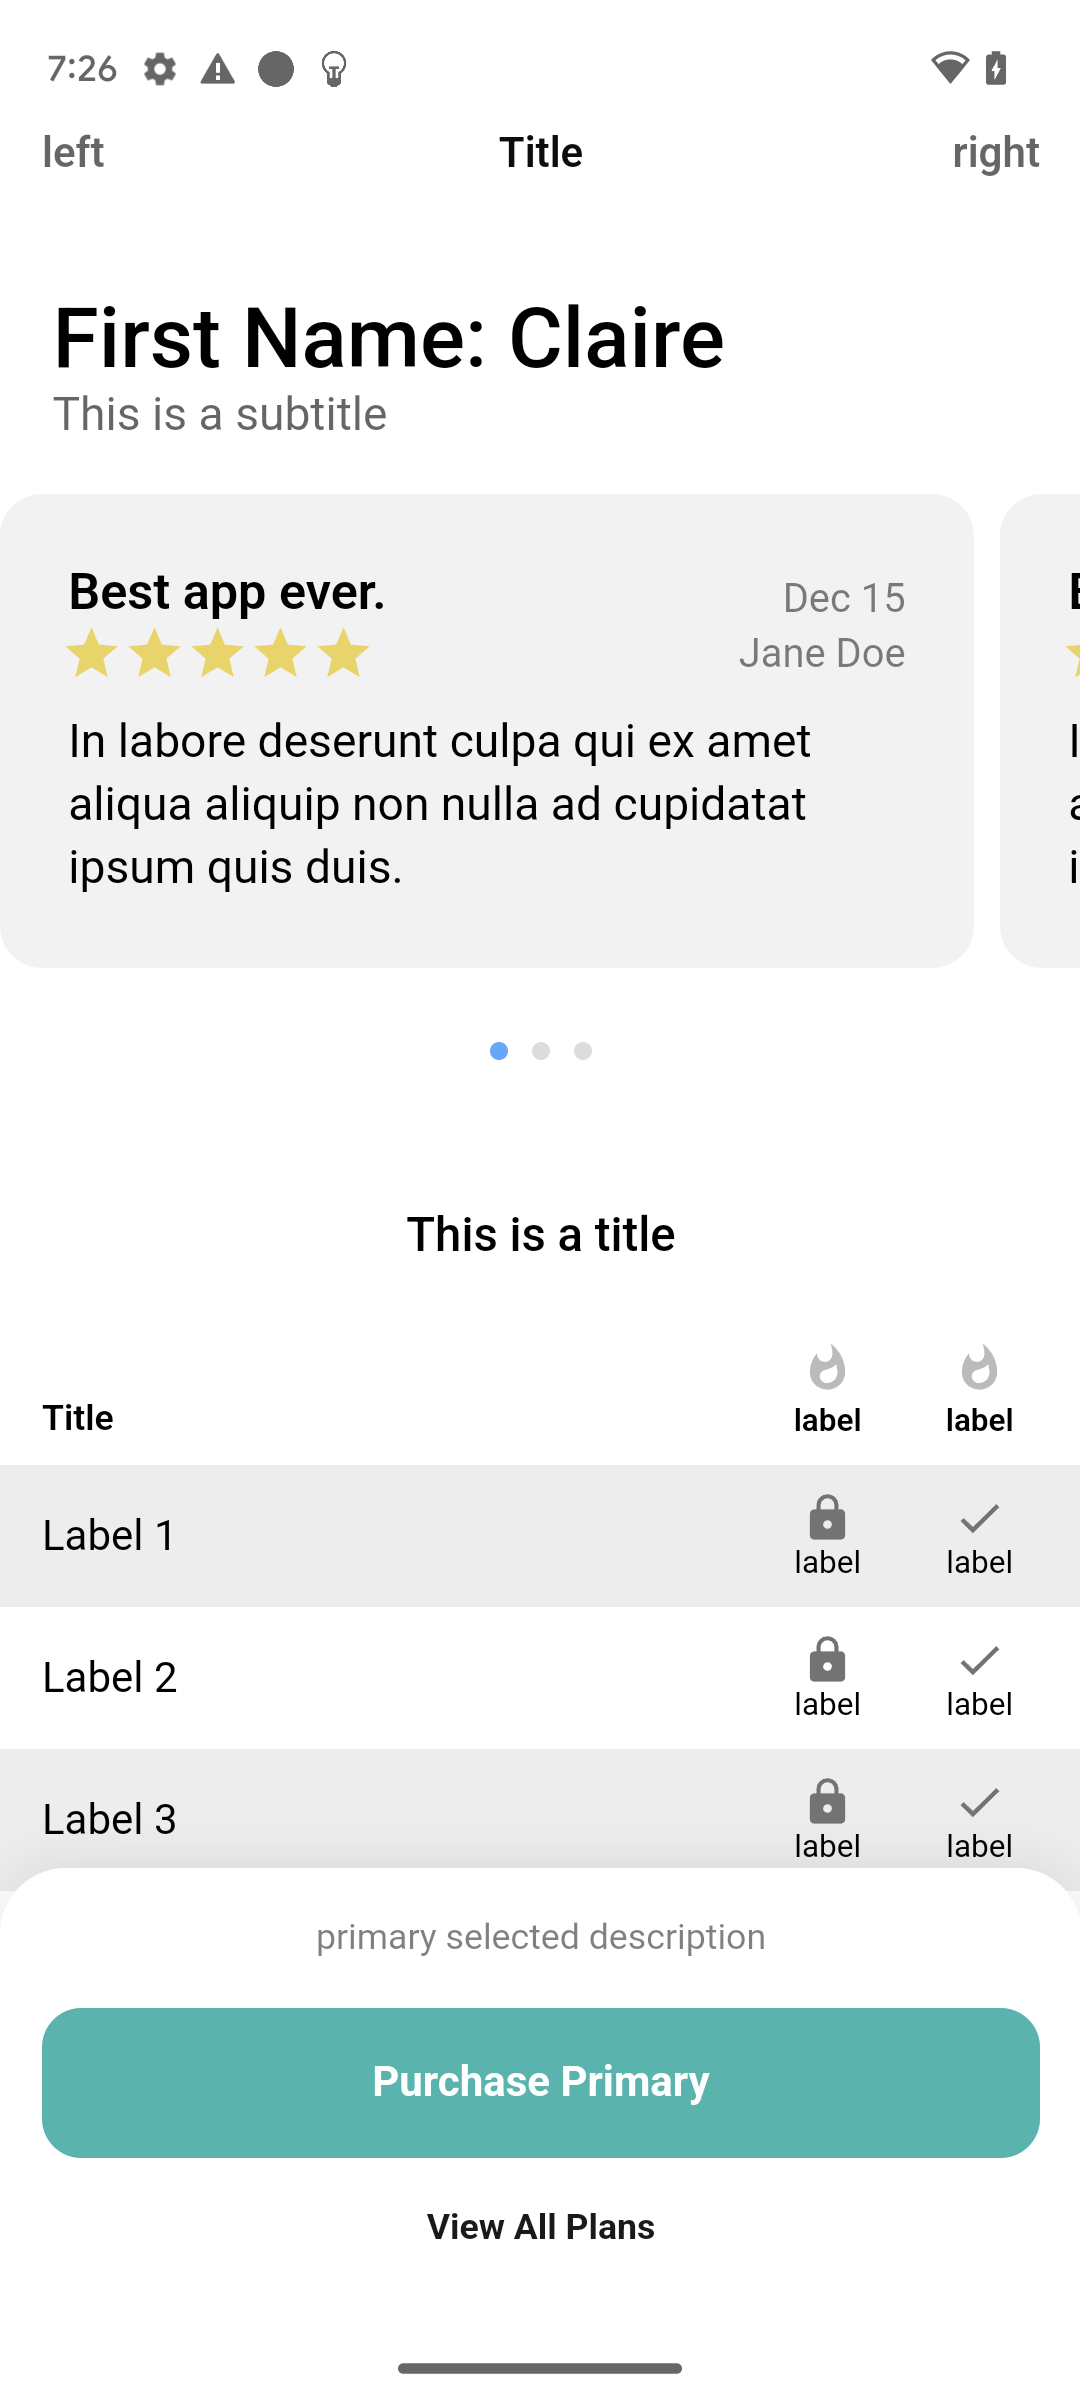 7:26
left Title right
First Name: Claire
This is a subtitle
Best app ever.
Dec 15
Jane Doe
In labore deserunt culpa qui ex amet
aliqua aliquip non nulla ad cupidatat
ipsum quis duis.
This is a title
Title label label
Label 1 label label
Label 2 label label
Label 3 label label
primary selected description
Purchase Primary
View All Plans